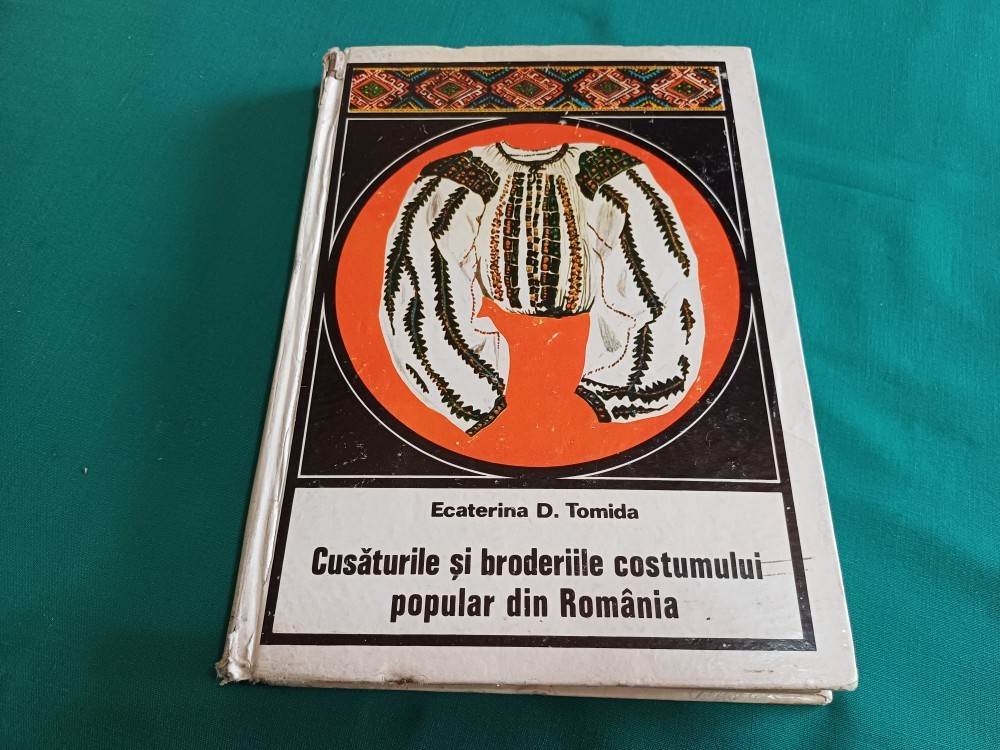 Ecaterina D. Tomida
Cusăturile și broderiile costumului
popular din România